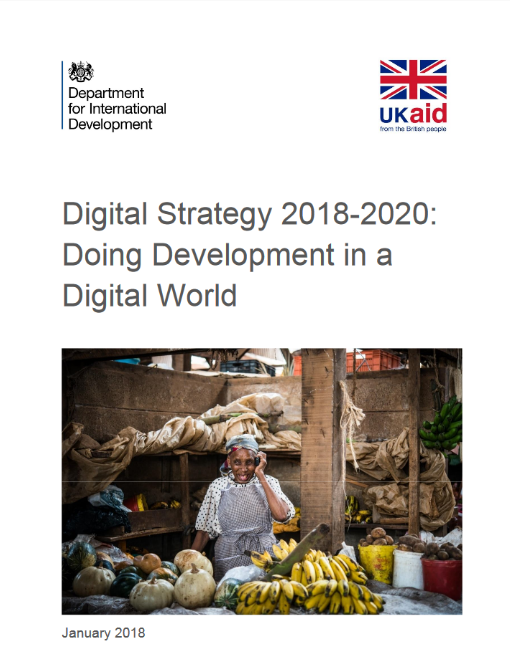 Department
for International
Development
UKaid
from the British people
Digital Strategy 2018-2020:
Doing Development in a
Digital World
January 2018